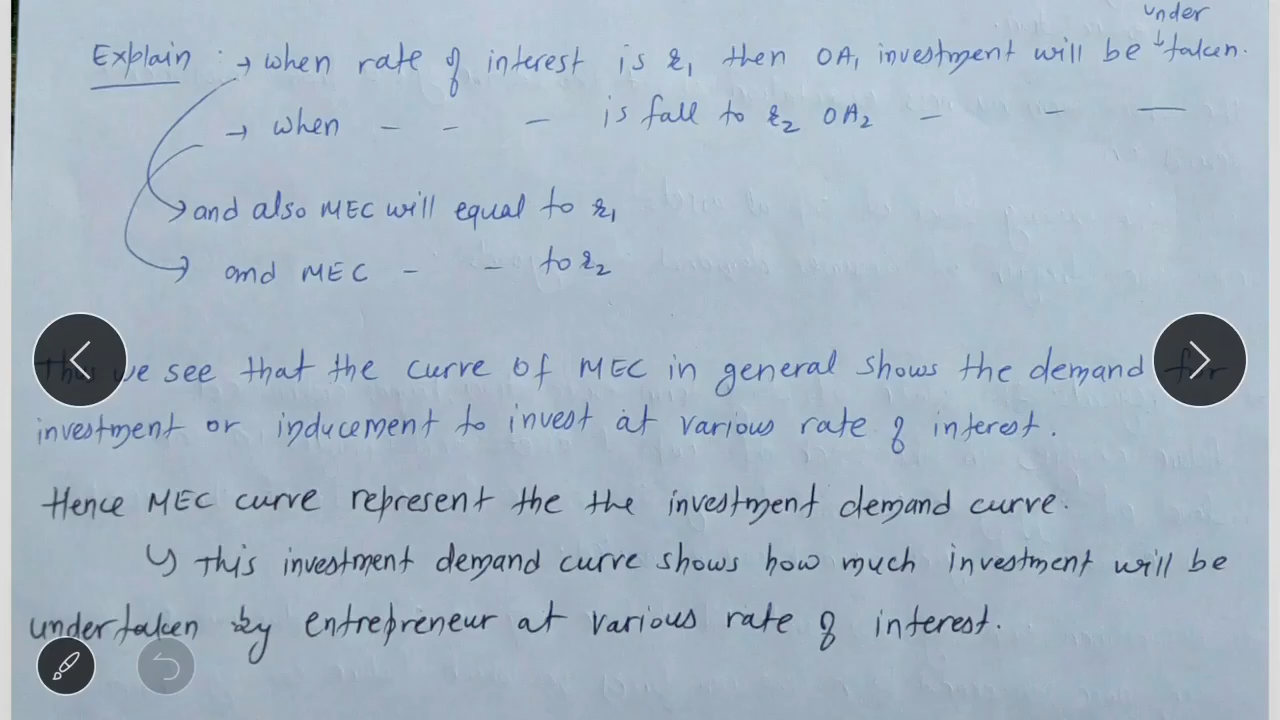 under
Explain : → when rate of interest is r₁ then OA₁ investment will be ↓ taken.
→ when – – – is fall to r₂ OA₂ – – —
→ and also MEC will equal to r₁
→ and MEC – – to r₂
we see that the curve of MEC in general shows the demand for
investment or inducement to invest at various rate of interest.
Hence MEC curve represent the the investment demand curve.
↳ This investment demand curve shows how much investment will be
undertaken by entrepreneur at various rate of interest.